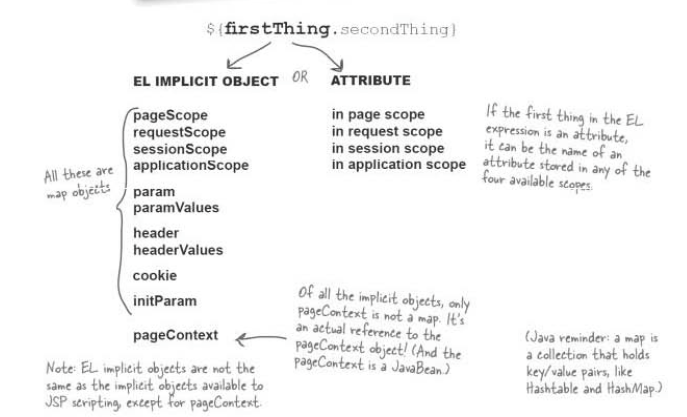 ${firstThing.secondThing}
EL IMPLICIT OBJECT OR ATTRIBUTE
pageScope
requestScope
sessionScope
applicationScope
param
paramValues
header
headerValues
cookie
initParam
pageContext
All these are
map objects
in page scope
in request scope
in session scope
in application scope
If the first thing in the EL
expression is an attribute,
it can be the name of an
attribute stored in any of the
four available scopes.
Of all the implicit objects, only
pageContext is not a map. It's
an actual reference to the
pageContext object! (And the
pageContext is a JavaBean.)
Note: EL implicit objects are not the
same as the implicit objects available to
JSP scripting, except for pageContext.
(Java reminder: a map is
a collection that holds
key/value pairs, like
Hashtable and HashMap.)